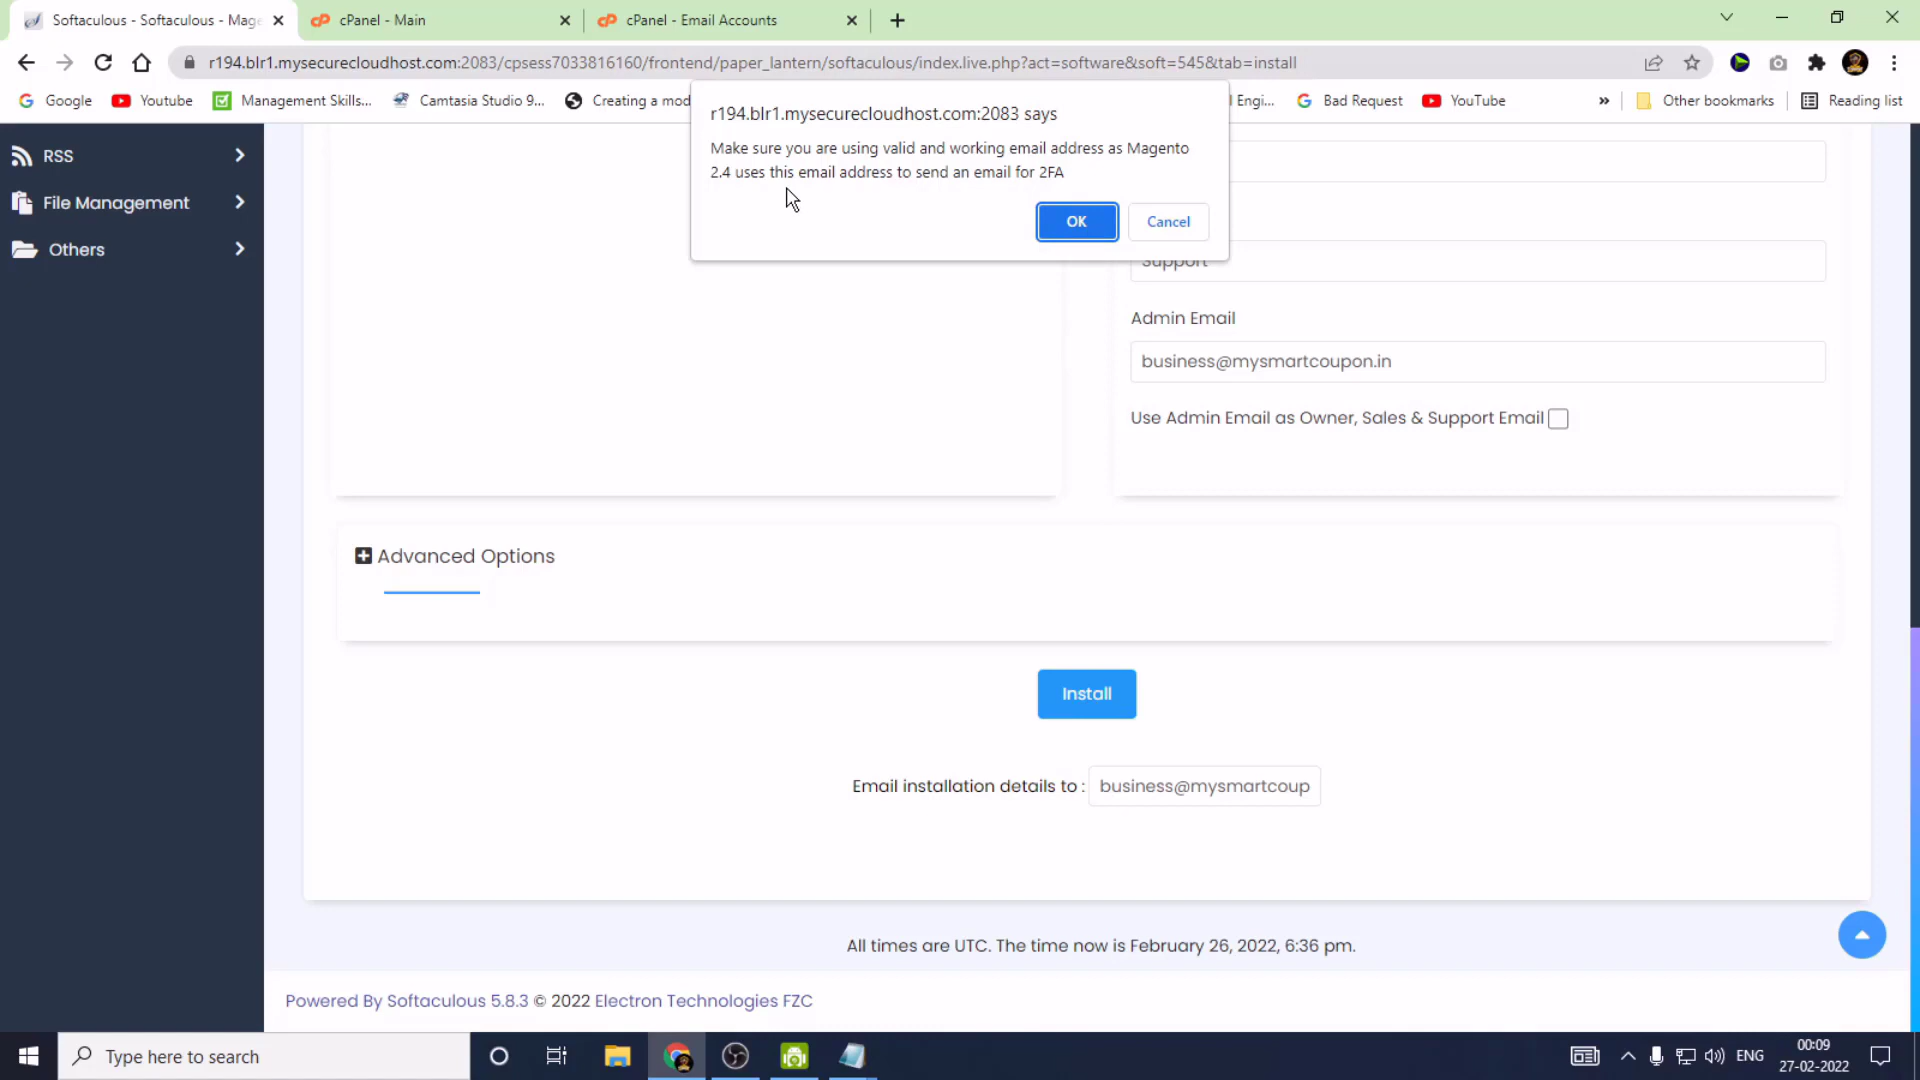 Softaculous - Softaculous - Mage
cPanel - Main
cPanel - Email Accounts
r194.blr1.mysecurecloudhost.com:2083/cpsess7033816160/frontend/paper_lantern/softaculous/index.live.php?act=software&soft=545&tab=install
Google
Youtube
Management Skills...
Camtasia Studio 9...
Creating a mod
l Engi...
Bad Request
YouTube
»
Other bookmarks
Reading list
r194.blr1.mysecurecloudhost.com:2083 says
Make sure you are using valid and working email address as Magento
2.4 uses this email address to send an email for 2FA
OK
Cancel
RSS
File Management
Others
Support
Admin Email
business@mysmartcoupon.in
Use Admin Email as Owner, Sales & Support Email
Advanced Options
Install
Email installation details to :
business@mysmartcoup
All times are UTC. The time now is February 26, 2022, 6:36 pm.
Powered By Softaculous 5.8.3 © 2022 Electron Technologies FZC
Type here to search
ENG
00:09
27-02-2022